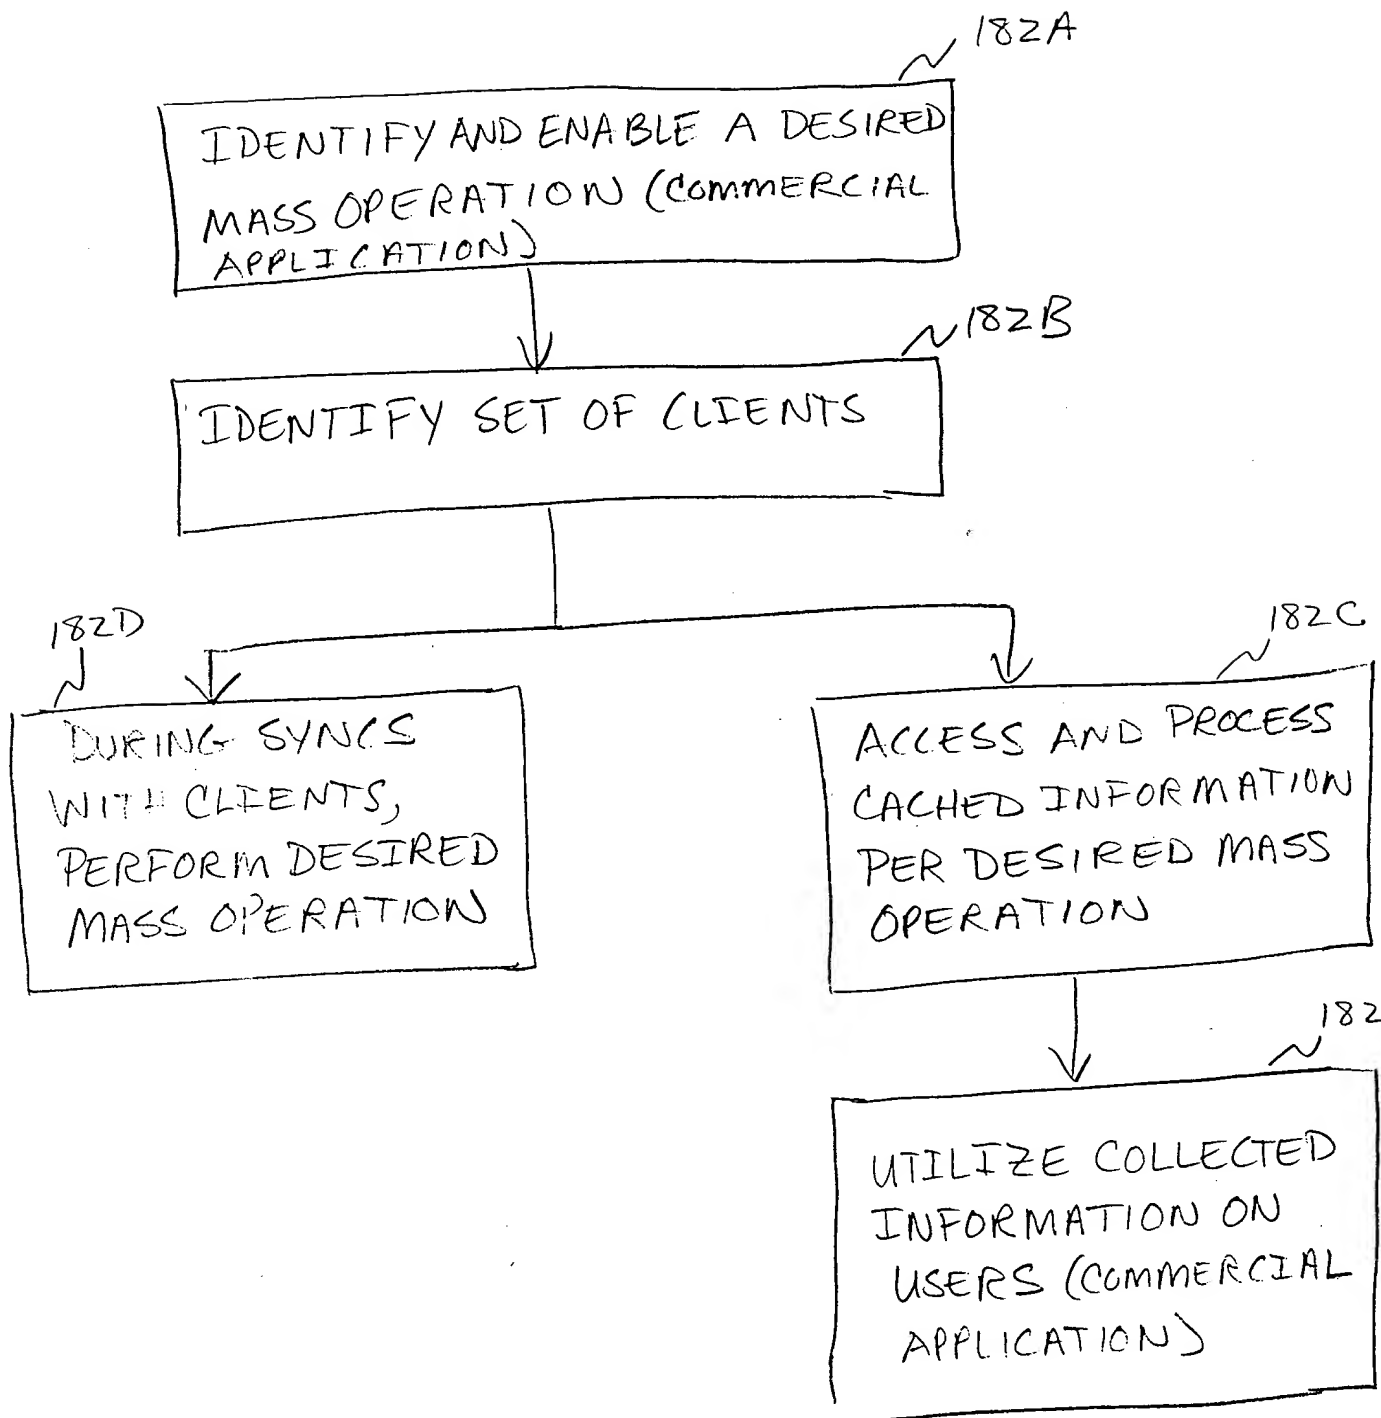 182A
IDENTIFY AND ENABLE A DESIRED
MASS OPERATION (COMMERCIAL
APPLICATION)
182B
IDENTIFY SET OF CLIENTS
182D
DURING SYNCS
WITH CLIENTS,
PERFORM DESIRED
MASS OPERATION
182C
ACCESS AND PROCESS
CACHED INFORMATION
PER DESIRED MASS
OPERATION
182
UTILIZE COLLECTED
INFORMATION ON
USERS (COMMERCIAL
APPLICATION)